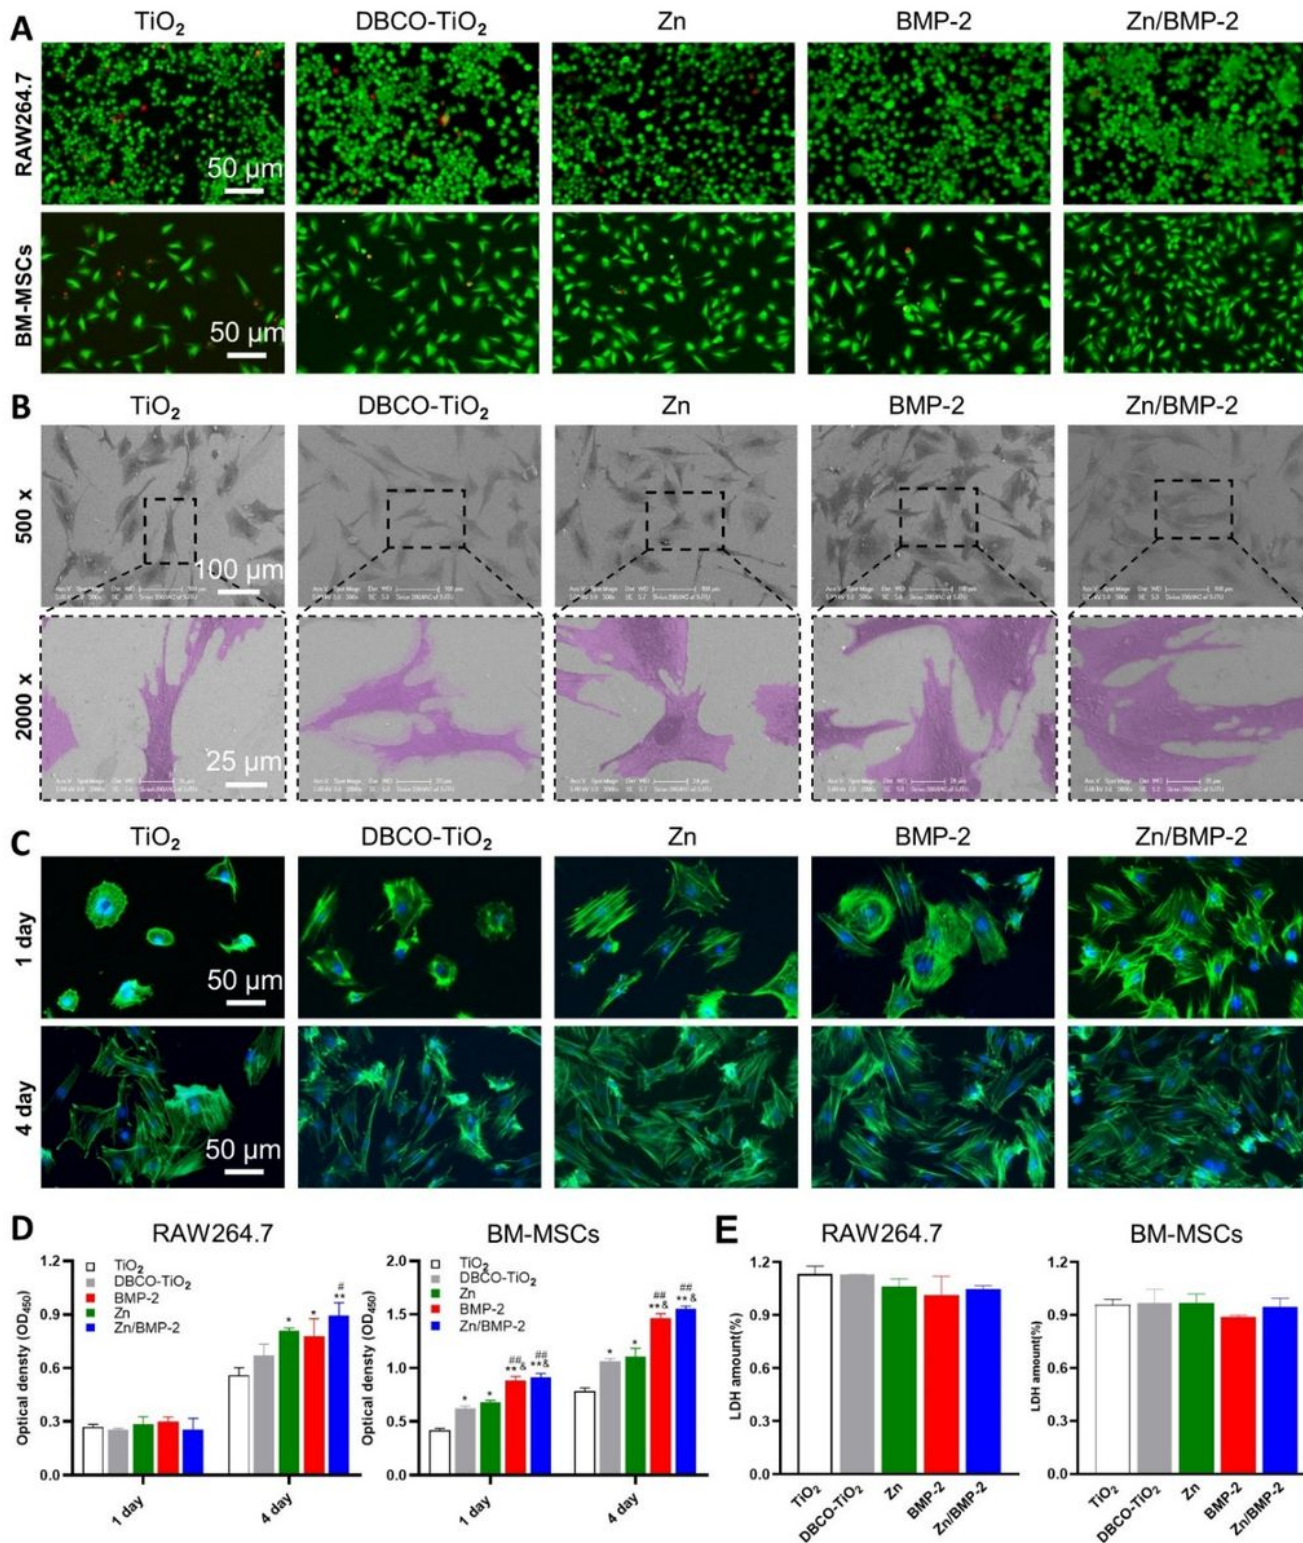 A
TiO2 DBCO-TiO2 Zn BMP-2 Zn/BMP-2
RAW264.7
50 µm
BM-MSCs
50 µm
B
TiO2 DBCO-TiO2 Zn BMP-2 Zn/BMP-2
500 x
100 µm
2000 x
25 µm
C
TiO2 DBCO-TiO2 Zn BMP-2 Zn/BMP-2
1 day
50 µm
4 day
50 µm
D
RAW264.7
Optical densty (OD450)
1.2
0.9
0.6
0.3
0.0
TiO2
DBCO-TiO2
BMP-2
Zn
Zn/BMP-2
* * # **
1 day 4 day
BM-MSCs
Optical density (OD450)
2.0
1.5
1.0
0.5
0.0
TiO2
DBCO-TiO2
Zn
BMP-2
Zn/BMP-2
* * ## **& ## **&
* * ## **& ## **&
1 day 4 day
E
RAW264.7
LDH amount(%)
1.2
0.9
0.6
0.3
0.0
TiO2 DBCO-TiO2 Zn BMP-2 Zn/BMP-2
BM-MSCs
LDH amount(%)
1.2
0.9
0.6
0.3
0.0
TiO2 DBCO-TiO2 Zn BMP-2 Zn/BMP-2